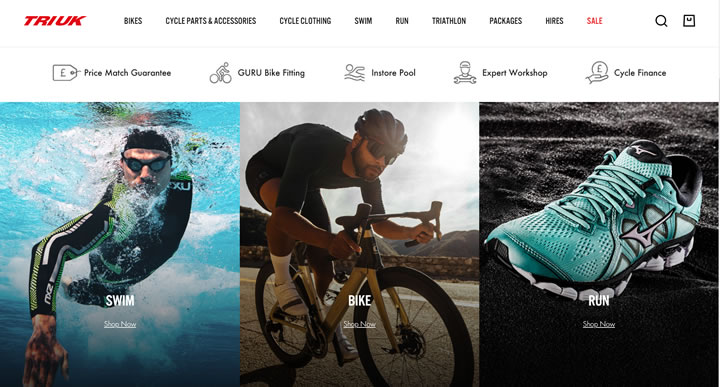 TRI UK
BIKES CYCLE PARTS & ACCESSORIES CYCLE CLOTHING SWIM RUN TRIATHLON PACKAGES HIRES SALE
£ Price Match Guarantee GURU Bike Fitting Instore Pool Expert Workshop £ Cycle Finance
SWIM BIKE RUN
Shop Now Shop Now Shop Now